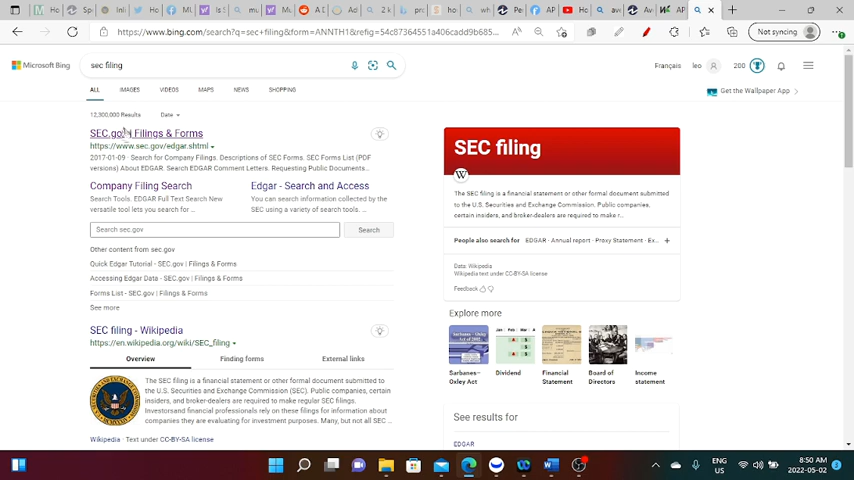 https://www.bing.com/search?q=sec+filing&form=ANNTH1&refig=54c8736451a406cadd9b685...
Not syncing
Microsoft Bing
sec filing
Français
leo
200
ALL
IMAGES
VIDEOS
MAPS
NEWS
SHOPPING
Get the Wallpaper App
12,300,000 Results
Date
SEC.gov | Filings & Forms
https://www.sec.gov/edgar.shtml
2017-01-09 · Search for Company Filings. Descriptions of SEC Forms. SEC Forms List (PDF
versions) About EDGAR. Search EDGAR Comment Letters. Requesting Public Documents...
Company Filing Search
Search Tools. EDGAR Full Text Search New
versatile tool lets you search for ...
Edgar - Search and Access
You can search information collected by the
SEC using a variety of search tools. ...
Search sec.gov
Search
Other content from sec.gov
Quick Edgar Tutorial - SEC.gov | Filings & Forms
Accessing Edgar Data - SEC.gov | Filings & Forms
Forms List - SEC.gov | Filings & Forms
See more
SEC filing - Wikipedia
https://en.wikipedia.org/wiki/SEC_filing
Overview
Finding forms
External links
The SEC filing is a financial statement or other formal document submitted to
the U.S. Securities and Exchange Commission (SEC). Public companies, certain
insiders, and broker-dealers are required to make regular SEC filings.
Investorsand financial professionals rely on these filings for information about
companies they are evaluating for investment purposes. Many, but not all SEC ...
Wikipedia · Text under CC-BY-SA license
SEC filing
W
The SEC filing is a financial statement or other formal document submitted
to the U.S. Securities and Exchange Commission. Public companies,
certain insiders, and broker-dealers are required to make r...
People also search for
EDGAR · Annual report · Proxy Statement · Ex...
Data: Wikipedia
Wikipedia text under CC-BY-SA license
Feedback
Explore more
Sarbanes–
Oxley Act
Dividend
Financial
Statement
Board of
Directors
Income
statement
See results for
EDGAR
ENG
US
8:50 AM
2022-05-02